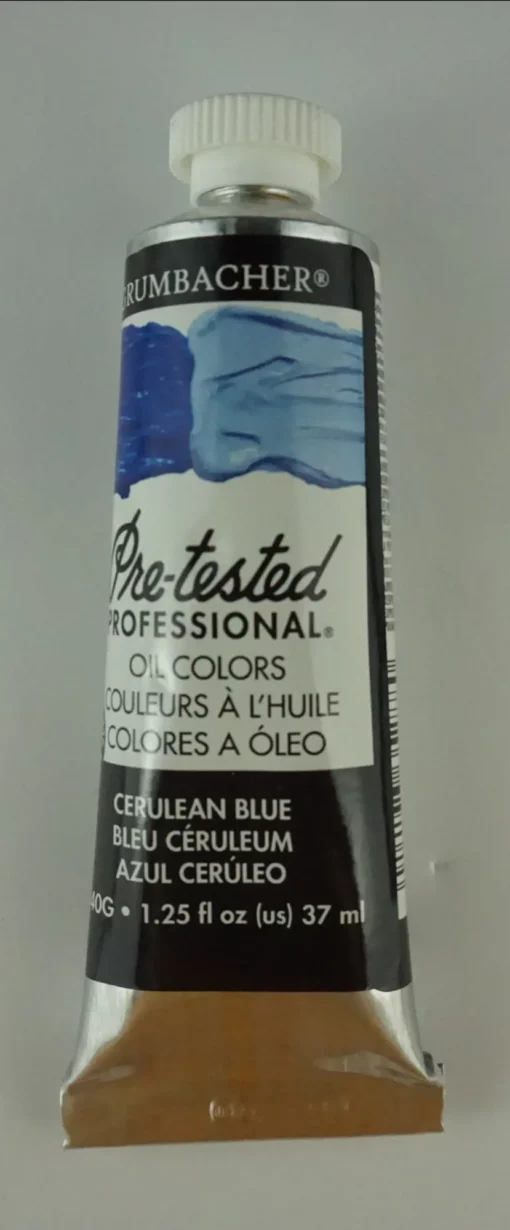 RUMBACHER®
Pre-tested
PROFESSIONAL®
OIL COLORS
COULEURS À L'HUILE
COLORES A ÓLEO
CERULEAN BLUE
BLEU CÉRULEUM
AZUL CERÚLEO
40G • 1.25 fl oz (us) 37 ml